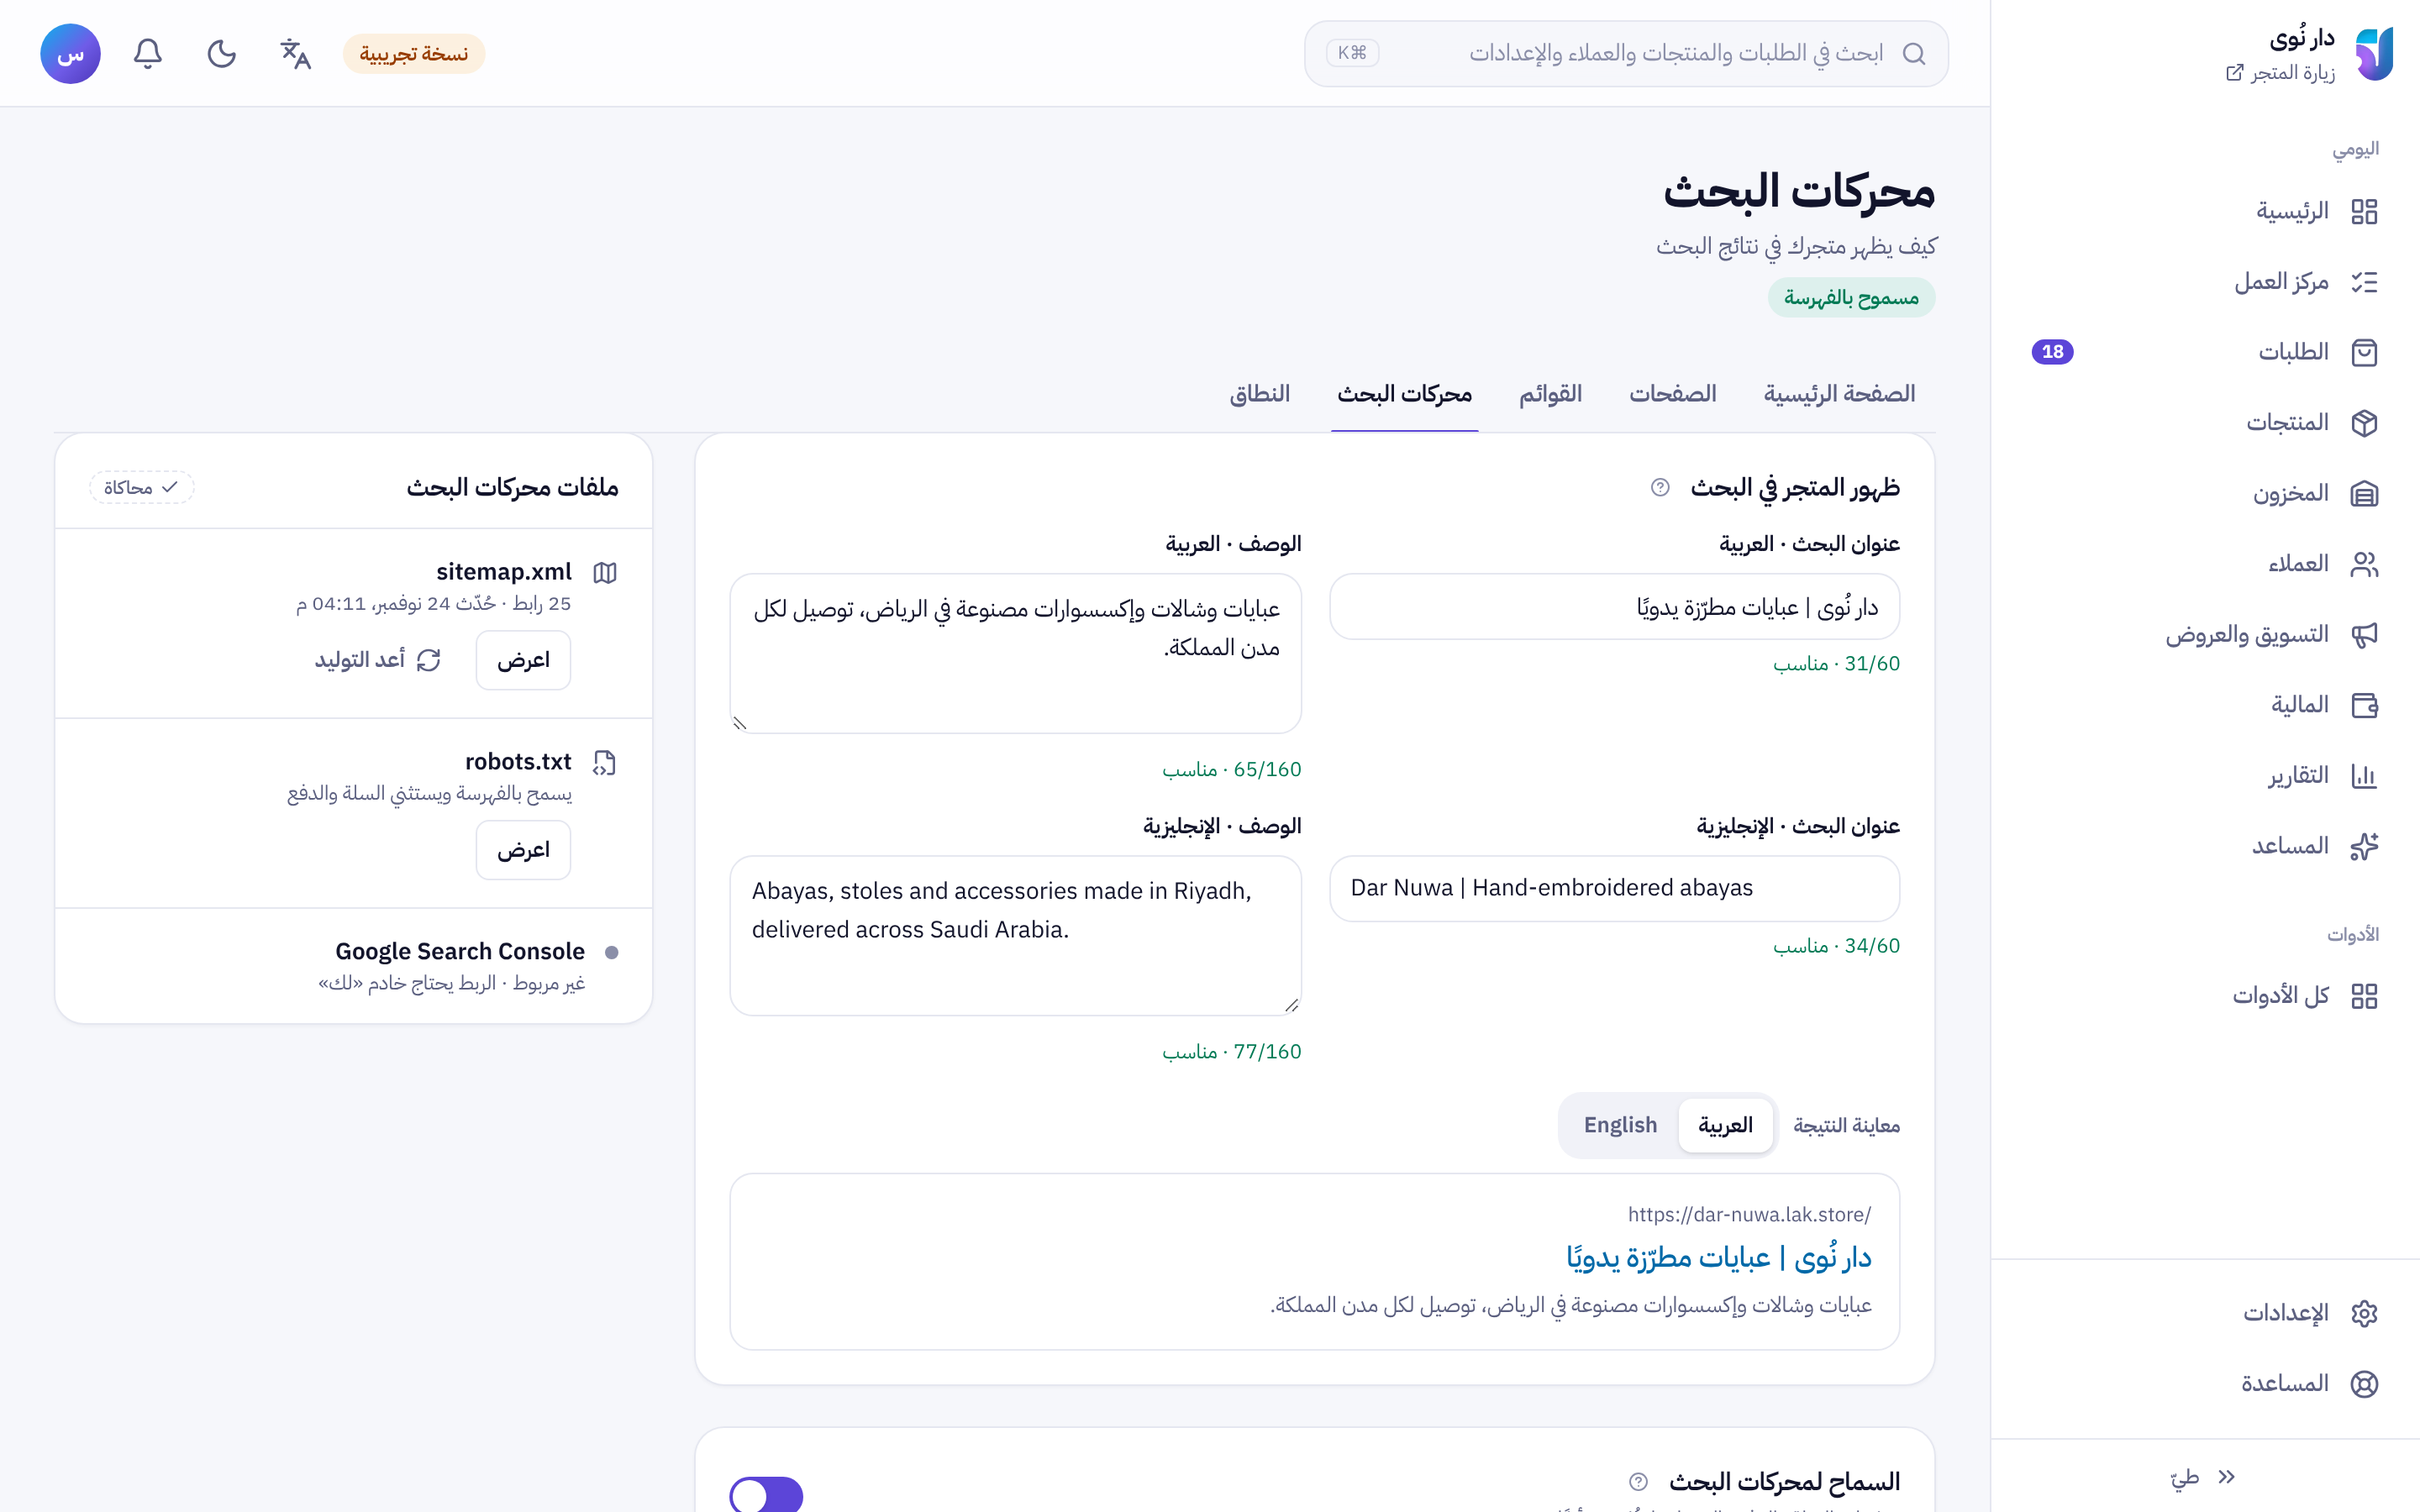 دار نُوى
زيارة المتجر
ابحث في الطلبات والمنتجات والعملاء والإعدادات
⌘K
نسخة تجريبية
س
اليومي
الرئيسية
مركز العمل
الطلبات
18
المنتجات
المخزون
العملاء
التسويق والعروض
المالية
التقارير
المساعد
الأدوات
كل الأدوات
الإعدادات
المساعدة
طيّ
محركات البحث
كيف يظهر متجرك في نتائج البحث
مسموح بالفهرسة
الصفحة الرئيسية
الصفحات
القوائم
محركات البحث
النطاق
ظهور المتجر في البحث
عنوان البحث · العربية
دار نُوى | عبايات مطرّزة يدويًا
31/60 · مناسب
الوصف · العربية
عبايات وشالات وإكسسوارات مصنوعة في الرياض، توصيل لكل
مدن المملكة.
65/160 · مناسب
عنوان البحث · الإنجليزية
Dar Nuwa | Hand-embroidered abayas
34/60 · مناسب
الوصف · الإنجليزية
Abayas, stoles and accessories made in Riyadh,
delivered across Saudi Arabia.
77/160 · مناسب
معاينة النتيجة
العربية
English
https://dar-nuwa.lak.store/
دار نُوى | عبايات مطرّزة يدويًا
عبايات وشالات وإكسسوارات مصنوعة في الرياض، توصيل لكل مدن المملكة.
السماح لمحركات البحث
ملفات محركات البحث
محاكاة
sitemap.xml
25 رابط · حُدّث 24 نوفمبر، 04:11 م
اعرض
أعد التوليد
robots.txt
يسمح بالفهرسة ويستثني السلة والدفع
اعرض
Google Search Console
غير مربوط · الربط يحتاج خادم «لك»